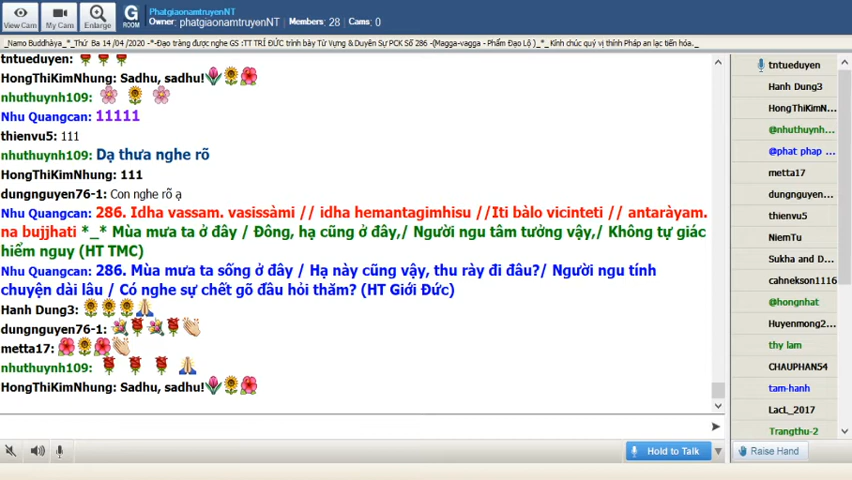 PhatgiaonamtruyenNT
Owner: phatgiaonamtruyenNT Members: 28 Cams: 0
View Cam
My Cam
Enlarge
G
ROOM
_Namo Buddhàya_*_Thứ Ba 14 /04 /2020 -*-Đạo tràng được nghe GS :TT TRÍ ĐỨC trình bày Từ Vựng & Duyên Sự PCK Số 286 -(Magga-vagga - Phẩm Đạo Lộ )_*_ Kính chúc quý vị thính Pháp an lạc tiến hóa._
tntueduyen:
HongThiKimNhung: Sadhu, sadhu!
nhuthuynh109:
Nhu Quangcan: 11111
thienvu5: 111
nhuthuynh109: Dạ thưa nghe rõ
HongThiKimNhung: 111
dungnguyen76-1: Con nghe rõ ạ
Nhu Quangcan: 286. Idha vassam. vasissàmi // idha hemantagimhisu //Iti bàlo vicinteti // antaràyam.
na bujjhati *_* Mùa mưa ta ở đây / Đông, hạ cũng ở đây,/ Người ngu tâm tưởng vậy,/ Không tự giác
hiểm nguy (HT TMC)
Nhu Quangcan: 286. Mùa mưa ta sống ở đây / Hạ này cũng vậy, thu rày đi đâu?/ Người ngu tính
chuyện dài lâu / Có nghe sự chết gõ đầu hỏi thăm? (HT Giới Đức)
Hanh Dung3:
dungnguyen76-1:
metta17:
nhuthuynh109:
HongThiKimNhung: Sadhu, sadhu!
Hold to Talk
tntueduyen
Hanh Dung3
HongThiKimN...
@nhuthuynh...
@phat phap ...
metta17
dungnguyen...
thienvu5
NiemTu
Sukha and D...
cahnekson1116
@hongnhat
Huyenmong2...
thy lam
CHAUPHAN54
tam-hanh
LacL_2017
Trangthu-2
Raise Hand